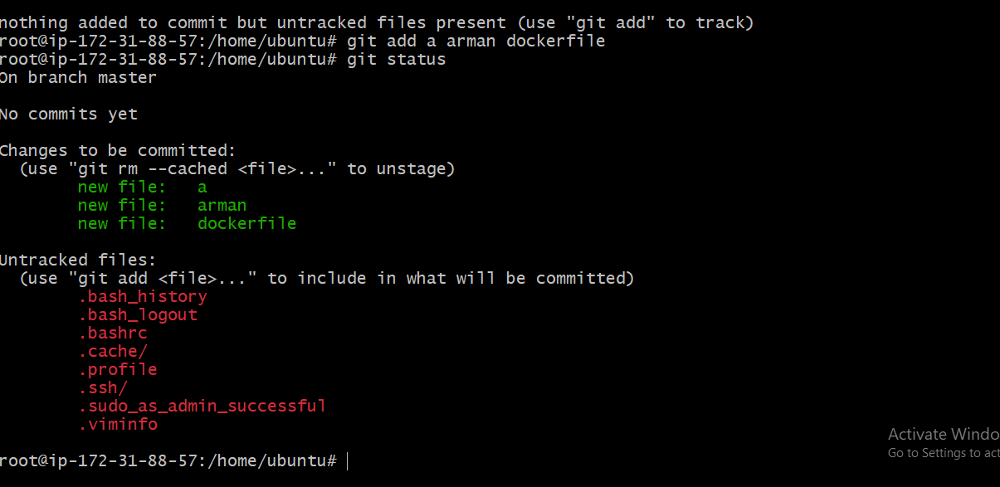 nothing added to commit but untracked files present (use "git add" to track)
root@ip-172-31-88-57:/home/ubuntu# git add a arman dockerfile
root@ip-172-31-88-57:/home/ubuntu# git status
On branch master
No commits yet
Changes to be committed:
(use "git rm --cached <file>..." to unstage)
new file: a
new file: arman
new file: dockerfile
Untracked files:
(use "git add <file>..." to include in what will be committed)
.bash_history
.bash_logout
.bashrc
.cache/
.profile
.ssh/
.sudo_as_admin_successful
.viminfo
root@ip-172-31-88-57:/home/ubuntu#
Activate Windo
Go to Settings to act